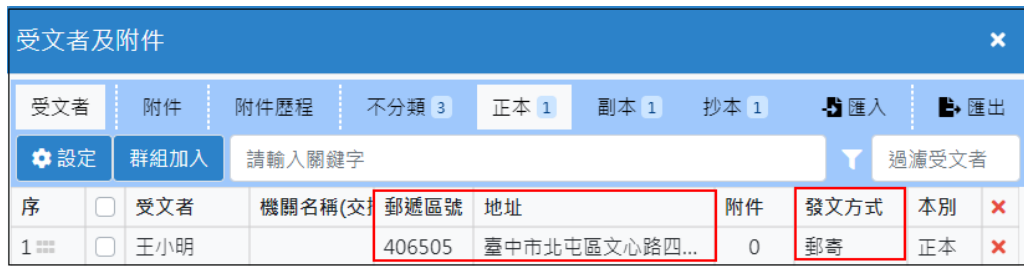 受文者及附件 ×
受文者 附件 附件歷程 不分類 3 正本 1 副本 1 抄本 1 匯入 匯出
設定 群組加入 請輸入關鍵字 過濾受文者
序 受文者 機關名稱(交換 郵遞區號 地址 附件 發文方式 本別 ×
1 王小明 406505 臺中市北屯區文心路四... 0 郵寄 正本 ×